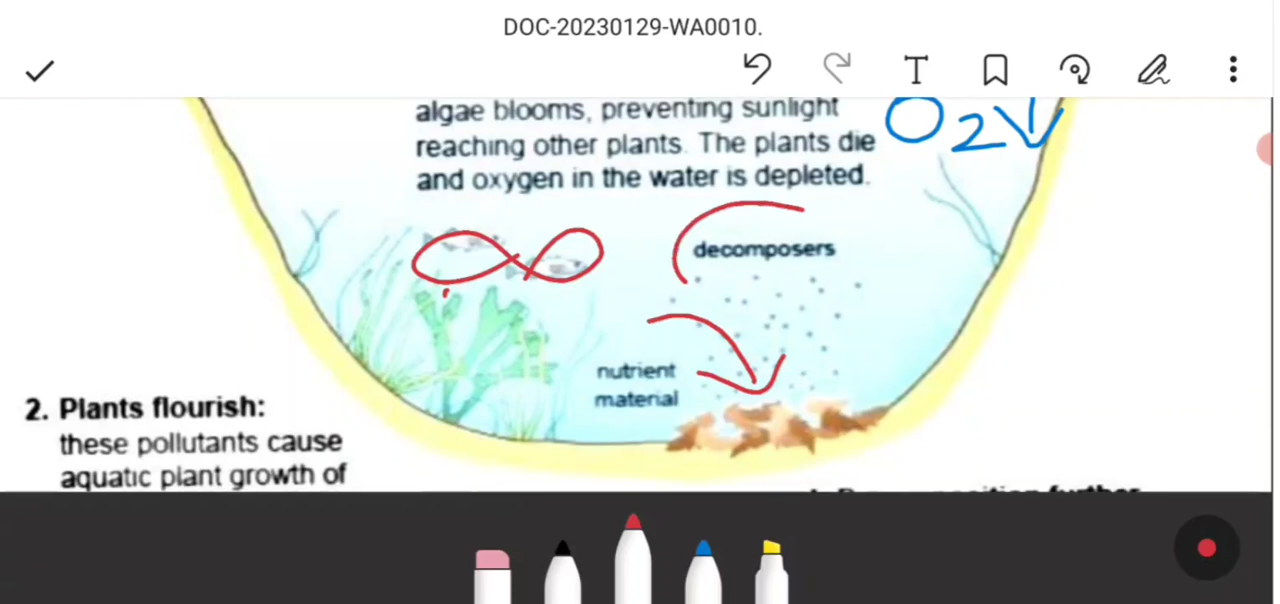 DOC-20230129-WA0010.
T
algae blooms, preventing sunlight
reaching other plants. The plants die
and oxygen in the water is depleted.
O2↓
decomposers
nutrient
material
2. Plants flourish:
these pollutants cause
aquatic plant growth of